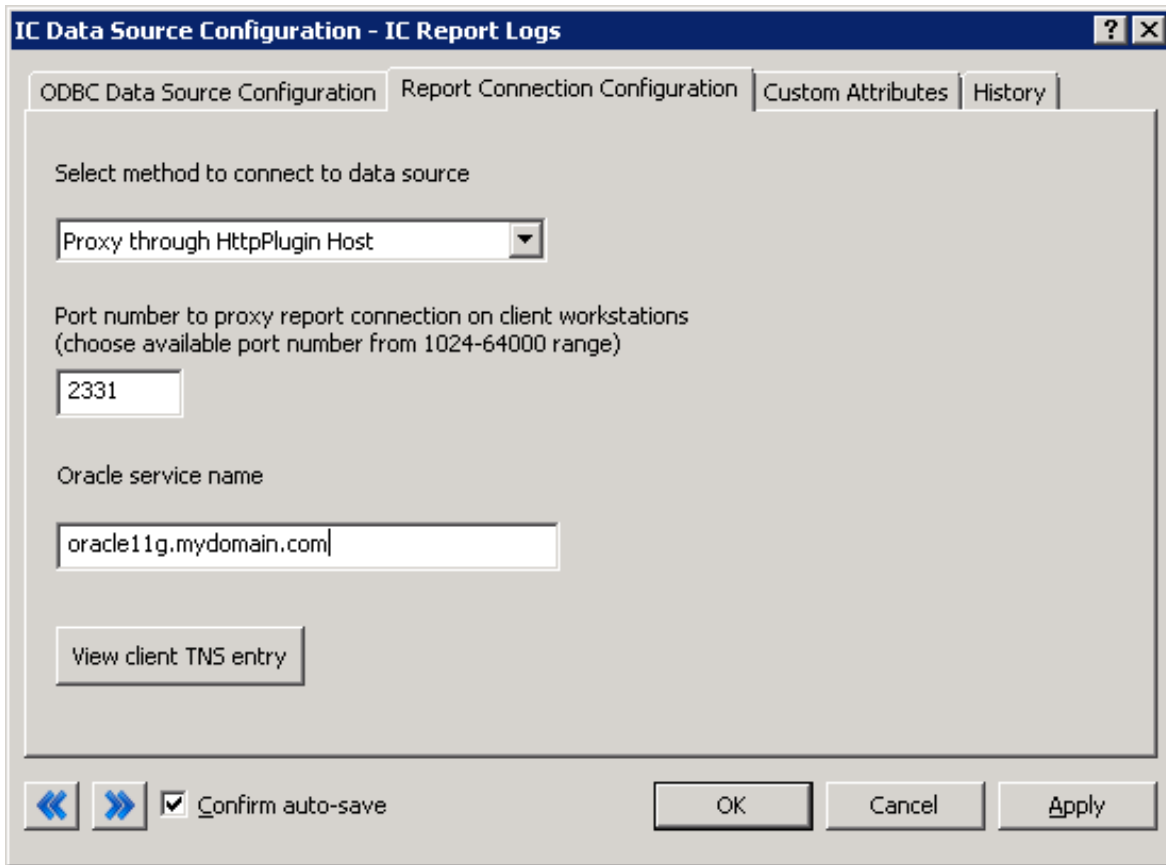 IC Data Source Configuration - IC Report Logs
ODBC Data Source Configuration Report Connection Configuration Custom Attributes History
Select method to connect to data source
Proxy through HttpPlugin Host
Port number to proxy report connection on client workstations
(choose available port number from 1024-64000 range)
2331
Oracle service name
oracle11g.mydomain.com
View client TNS entry
Confirm auto-save OK Cancel Apply